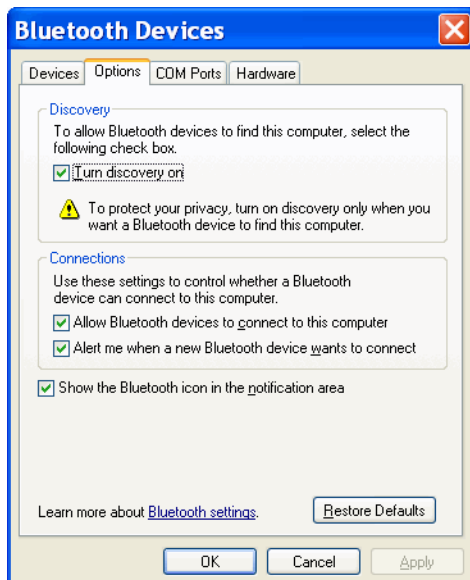 Bluetooth Devices
Devices Options COM Ports Hardware
Discovery
To allow Bluetooth devices to find this computer, select the
following check box.
Turn discovery on
To protect your privacy, turn on discovery only when you
want a Bluetooth device to find this computer.
Connections
Use these settings to control whether a Bluetooth
device can connect to this computer.
Allow Bluetooth devices to connect to this computer
Alert me when a new Bluetooth device wants to connect
Show the Bluetooth icon in the notification area
Learn more about Bluetooth settings. Restore Defaults
OK Cancel Apply